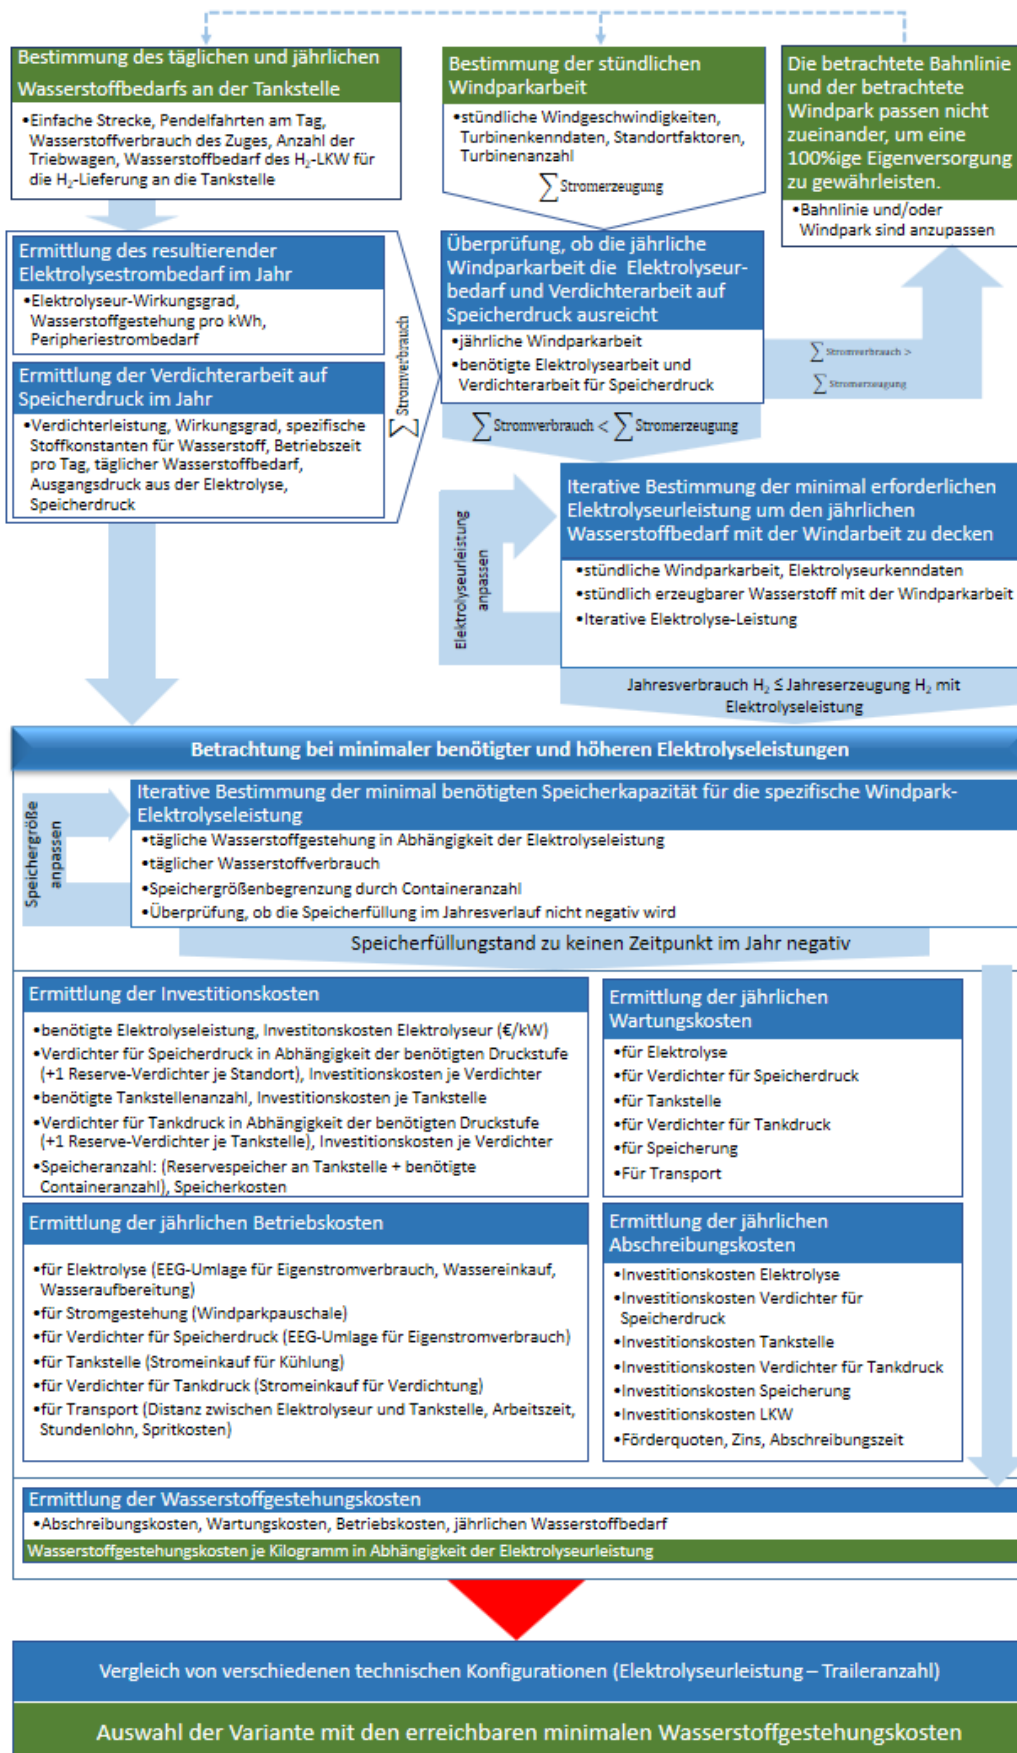 Bestimmung des täglichen und jährlichen
Wasserstoffbedarfs an der Tankstelle
•Einfache Strecke, Pendelfahrten am Tag,
Wasserstoffverbrauch des Zuges, Anzahl der
Triebwagen, Wasserstoffbedarf des H₂-LKW für
die H₂-Lieferung an die Tankstelle
Bestimmung der stündlichen
Windparkarbeit
•stündliche Windgeschwindigkeiten,
Turbinenkenndaten, Standortfaktoren,
Turbinenanzahl
∑ Stromerzeugung
Die betrachtete Bahnlinie
und der betrachtete
Windpark passen nicht
zueinander, um eine
100%ige Eigenversorgung
zu gewährleisten.
•Bahnlinie und/oder
Windpark sind anzupassen
Ermittlung des resultierender
Elektrolysestrombedarf im Jahr
•Elektrolyseur-Wirkungsgrad,
Wasserstoffgestehung pro kWh,
Peripheriestrombedarf
Ermittlung der Verdichterarbeit auf
Speicherdruck im Jahr
•Verdichterleistung, Wirkungsgrad, spezifische
Stoffkonstanten für Wasserstoff, Betriebszeit
pro Tag, täglicher Wasserstoffbedarf,
Ausgangsdruck aus der Elektrolyse,
Speicherdruck
∑ Stromverbrauch
Überprüfung, ob die jährliche
Windparkarbeit die Elektrolyseur-
bedarf und Verdichterarbeit auf
Speicherdruck ausreicht
•jährliche Windparkarbeit
•benötigte Elektrolysearbeit und
Verdichterarbeit für Speicherdruck
∑ Stromverbrauch >
∑ Stromerzeugung
∑ Stromverbrauch < ∑ Stromerzeugung
Elektrolyseurleistung
anpassen
Iterative Bestimmung der minimal erforderlichen
Elektrolyseurleistung um den jährlichen
Wasserstoffbedarf mit der Windarbeit zu decken
•stündliche Windparkarbeit, Elektrolyseurkenndaten
•stündlich erzeugbarer Wasserstoff mit der Windparkarbeit
•Iterative Elektrolyse-Leistung
Jahresverbrauch H₂ ≤ Jahreserzeugung H₂ mit
Elektrolyseleistung
Betrachtung bei minimaler benötigter und höheren Elektrolyseleistungen
Speichergröße
anpassen
Iterative Bestimmung der minimal benötigten Speicherkapazität für die spezifische Windpark-
Elektrolyseleistung
•tägliche Wasserstoffgestehung in Abhängigkeit der Elektrolyseleistung
•täglicher Wasserstoffverbrauch
•Speichergrößenbegrenzung durch Containeranzahl
•Überprüfung, ob die Speicherfüllung im Jahresverlauf nicht negativ wird
Speicherfüllungstand zu keinen Zeitpunkt im Jahr negativ
Ermittlung der Investitionskosten
•benötigte Elektrolyseleistung, Investitonskosten Elektrolyseur (€/kW)
•Verdichter für Speicherdruck in Abhängigkeit der benötigten Druckstufe
(+1 Reserve-Verdichter je Standort), Investitionskosten je Verdichter
•benötigte Tankstellenanzahl, Investitionskosten je Tankstelle
•Verdichter für Tankdruck in Abhängigkeit der benötigten Druckstufe
(+1 Reserve-Verdichter je Tankstelle), Investitionskosten je Verdichter
•Speicheranzahl: (Reservespeicher an Tankstelle + benötigte
Containeranzahl), Speicherkosten
Ermittlung der jährlichen
Wartungskosten
•für Elektrolyse
•für Verdichter für Speicherdruck
•für Tankstelle
•für Verdichter für Tankdruck
•für Speicherung
•Für Transport
Ermittlung der jährlichen Betriebskosten
•für Elektrolyse (EEG-Umlage für Eigenstromverbrauch, Wassereinkauf,
Wasseraufbereitung)
•für Stromgestehung (Windparkpauschale)
•für Verdichter für Speicherdruck (EEG-Umlage für Eigenstromverbrauch)
•für Tankstelle (Stromeinkauf für Kühlung)
•für Verdichter für Tankdruck (Stromeinkauf für Verdichtung)
•für Transport (Distanz zwischen Elektrolyseur und Tankstelle, Arbeitszeit,
Stundenlohn, Spritkosten)
Ermittlung der jährlichen
Abschreibungskosten
•Investitionskosten Elektrolyse
•Investitionskosten Verdichter für
Speicherdruck
•Investitionskosten Tankstelle
•Investitionskosten Verdichter für Tankdruck
•Investitionskosten Speicherung
•Investitionskosten LKW
•Förderquoten, Zins, Abschreibungszeit
Ermittlung der Wasserstoffgestehungskosten
•Abschreibungskosten, Wartungskosten, Betriebskosten, jährlichen Wasserstoffbedarf
Wasserstoffgestehungskosten je Kilogramm in Abhängigkeit der Elektrolyseurleistung
Vergleich von verschiedenen technischen Konfigurationen (Elektrolyseurleistung – Traileranzahl)
Auswahl der Variante mit den erreichbaren minimalen Wasserstoffgestehungskosten